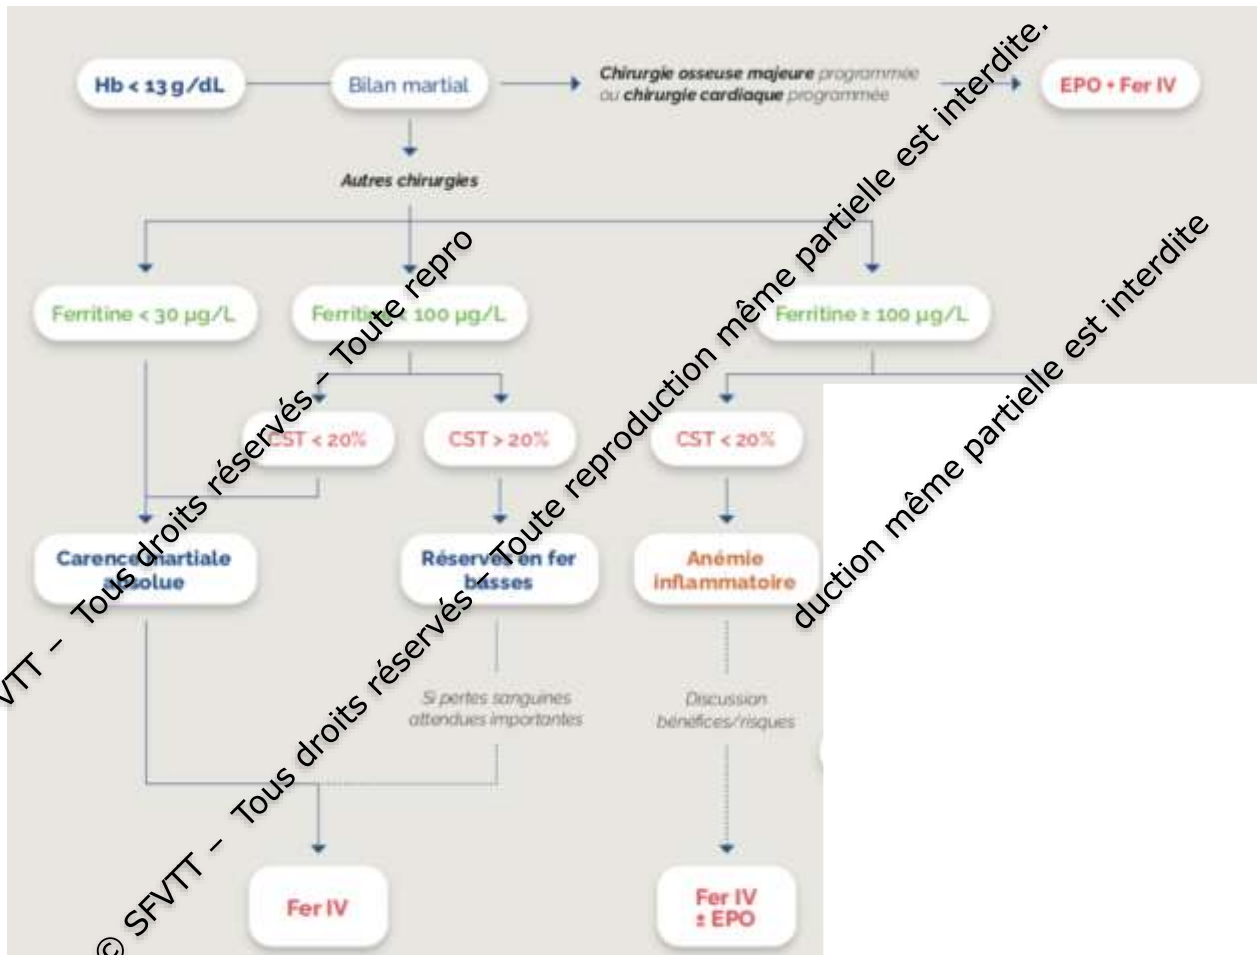 Hb < 13 g/dL
Bilan martial
Chirurgie osseuse majeure programmée
ou chirurgie cardiaque programmée
EPO + Fer IV
Autres chirurgies
Ferritine < 30 µg/L
Ferritine 100 µg/L
Ferritine ≥ 100 µg/L
CST < 20%
CST > 20%
CST < 20%
Carence martiale
absolue
Réserves en fer
basses
Anémie
inflammatoire
Si pertes sanguines
attendues importantes
Discussion
bénéfices/risques
Fer IV
Fer IV
± EPO
VTT – Tous droits réservés – Toute repro
© SFVTT – Tous droits réservés – Toute reproduction même partielle est interdite.
duction même partielle est interdite